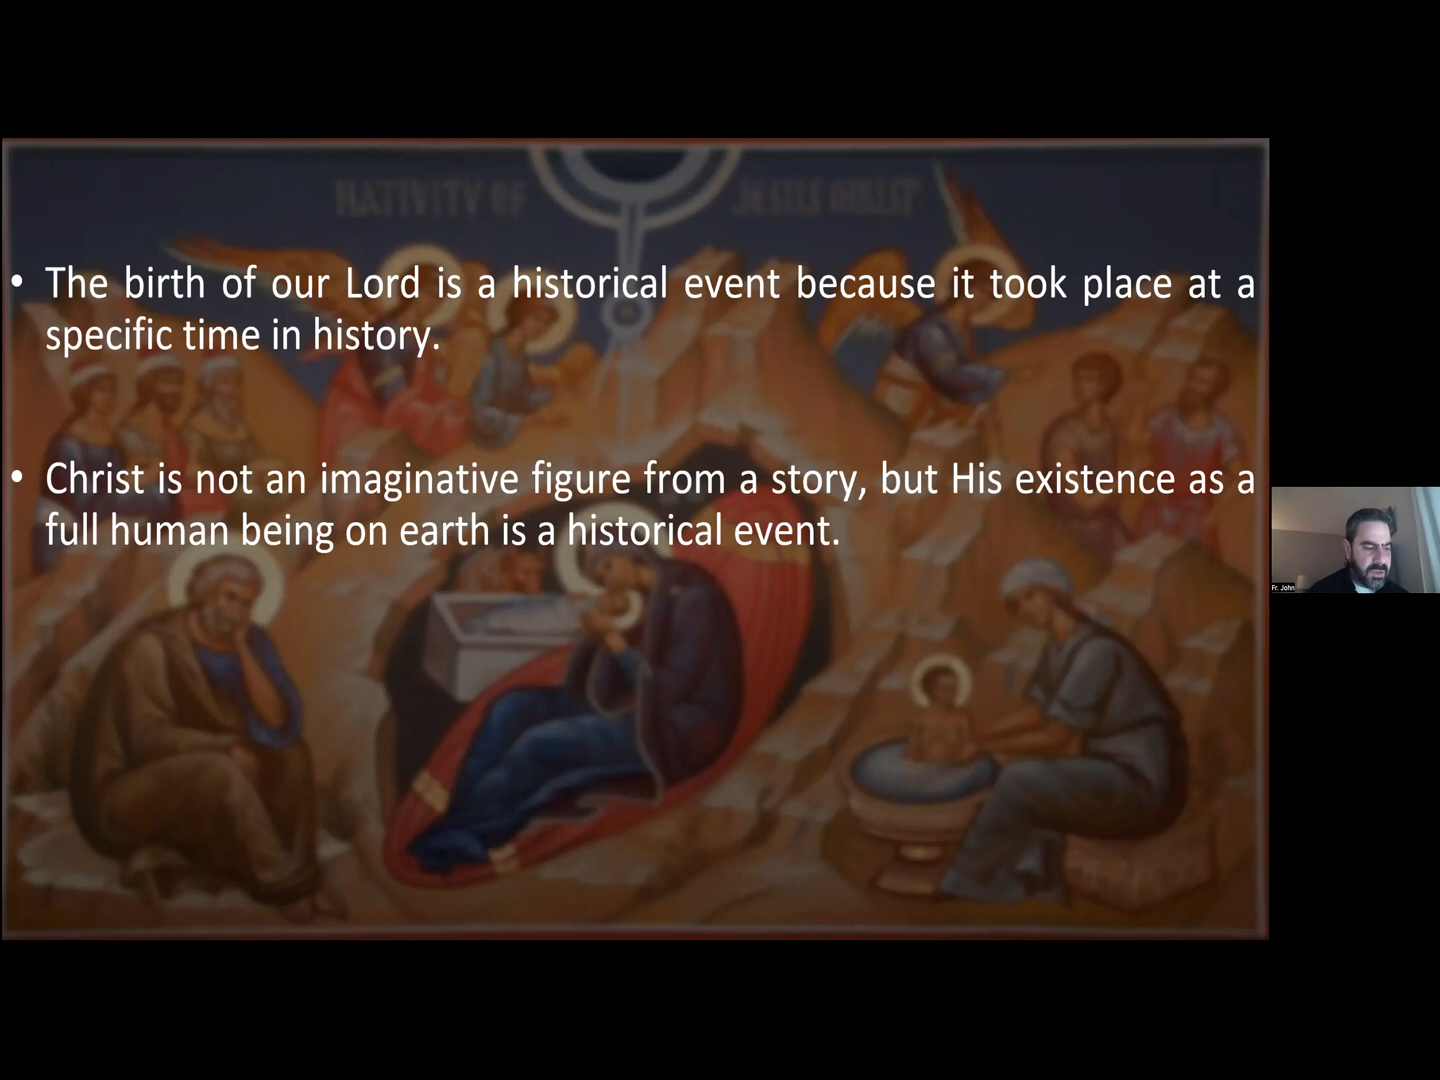 NATIVITY OF JESUS CHRIST
• The birth of our Lord is a historical event because it took place at a
specific time in history.
• Christ is not an imaginative figure from a story, but His existence as a
full human being on earth is a historical event.
Fr. John